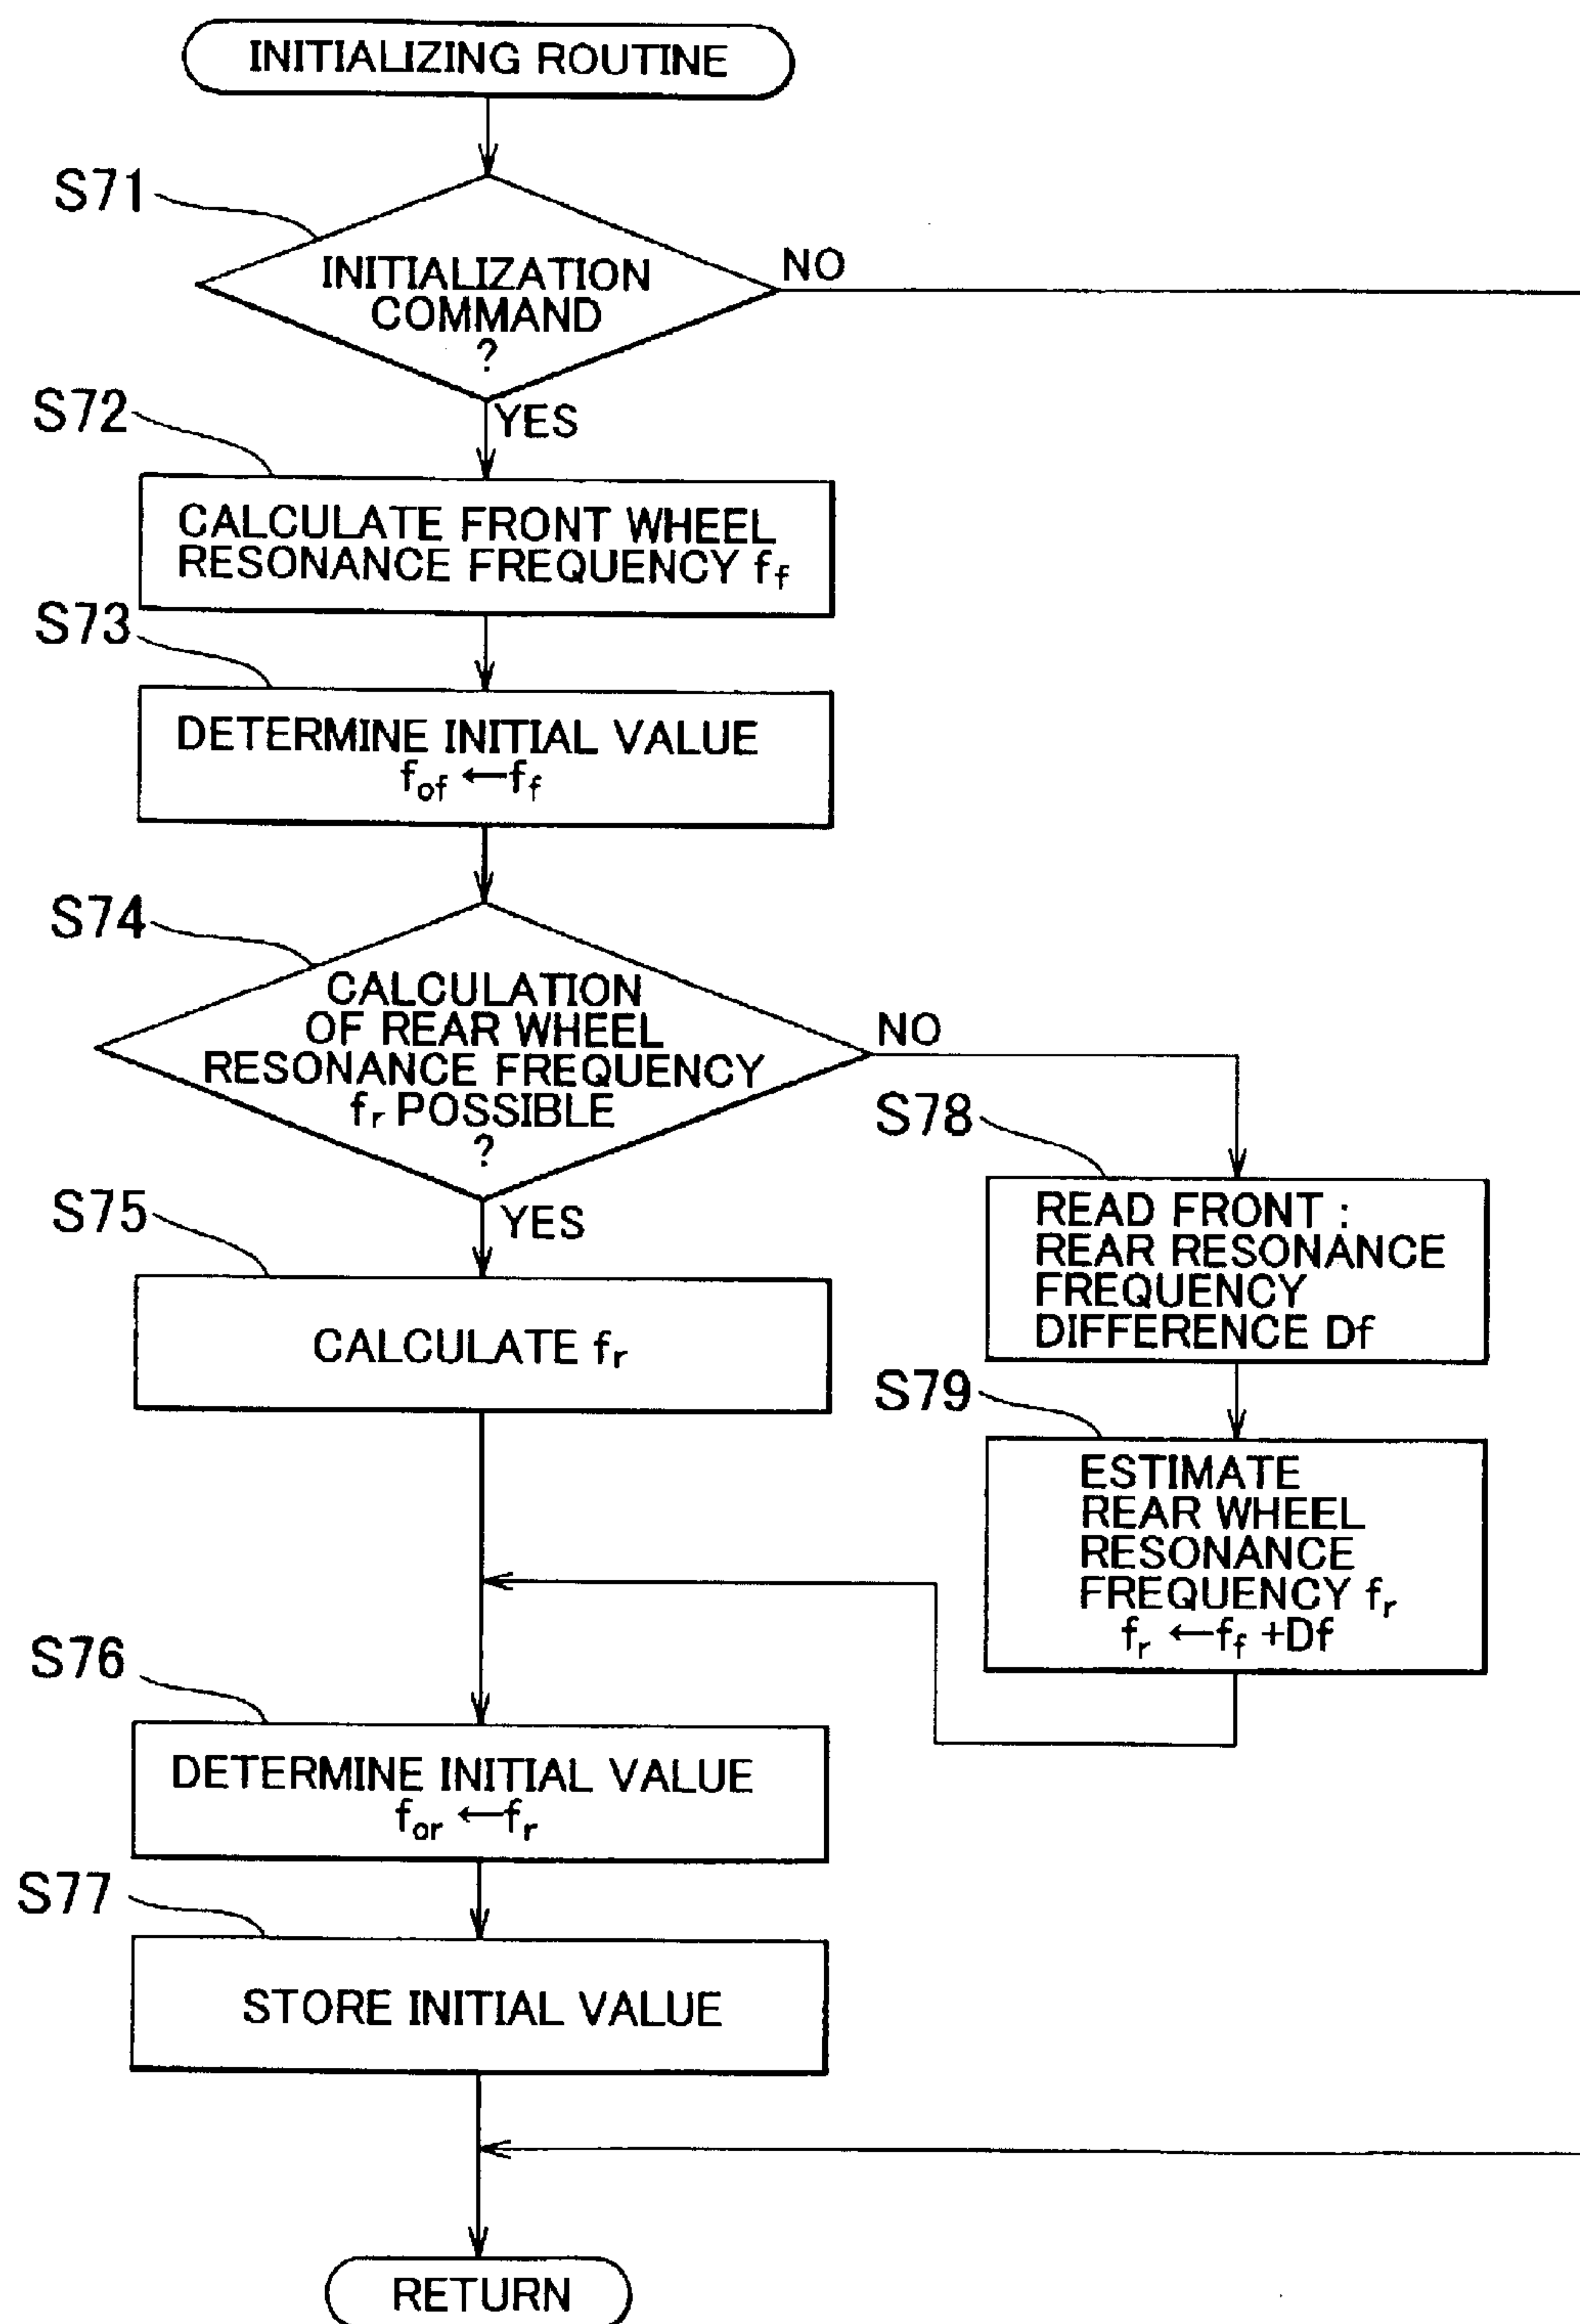 INITIALIZING ROUTINE
S71
INITIALIZATION
COMMAND
?
NO
YES
S72
CALCULATE FRONT WHEEL
RESONANCE FREQUENCY ff
S73
DETERMINE INITIAL VALUE
fof ←ff
S74
CALCULATION
OF REAR WHEEL
RESONANCE FREQUENCY
fr POSSIBLE
?
NO
YES
S75
CALCULATE fr
S78
READ FRONT :
REAR RESONANCE
FREQUENCY
DIFFERENCE Df
S79
ESTIMATE
REAR WHEEL
RESONANCE
FREQUENCY fr
fr ←ff +Df
S76
DETERMINE INITIAL VALUE
for ←fr
S77
STORE INITIAL VALUE
RETURN